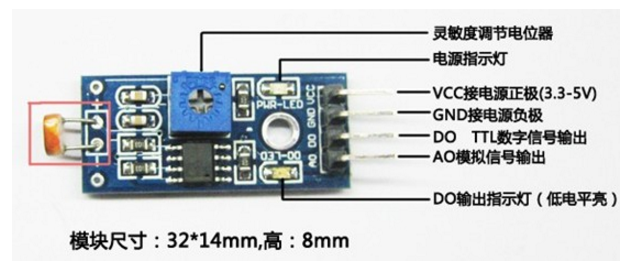 灵敏度调节电位器
电源指示灯
VCC接电源正极(3.3-5V)
GND接电源负极
DO TTL数字信号输出
AO模拟信号输出
DO输出指示灯(低电平亮)
PWR-LED
VCC
GND
DO
AO
模块尺寸:32*14mm,高:8mm